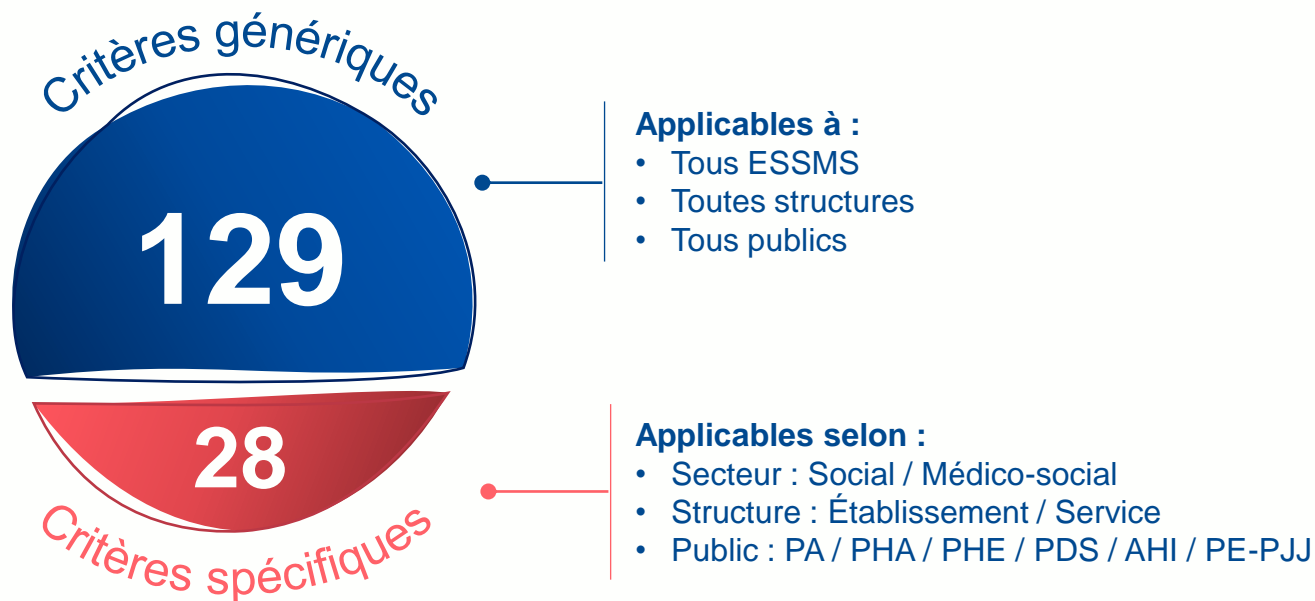 Critères génériques
129
Applicables à :
• Tous ESSMS
• Toutes structures
• Tous publics
28
Critères spécifiques
Applicables selon :
• Secteur : Social / Médico-social
• Structure : Établissement / Service
• Public : PA / PHA / PHE / PDS / AHI / PE-PJJ